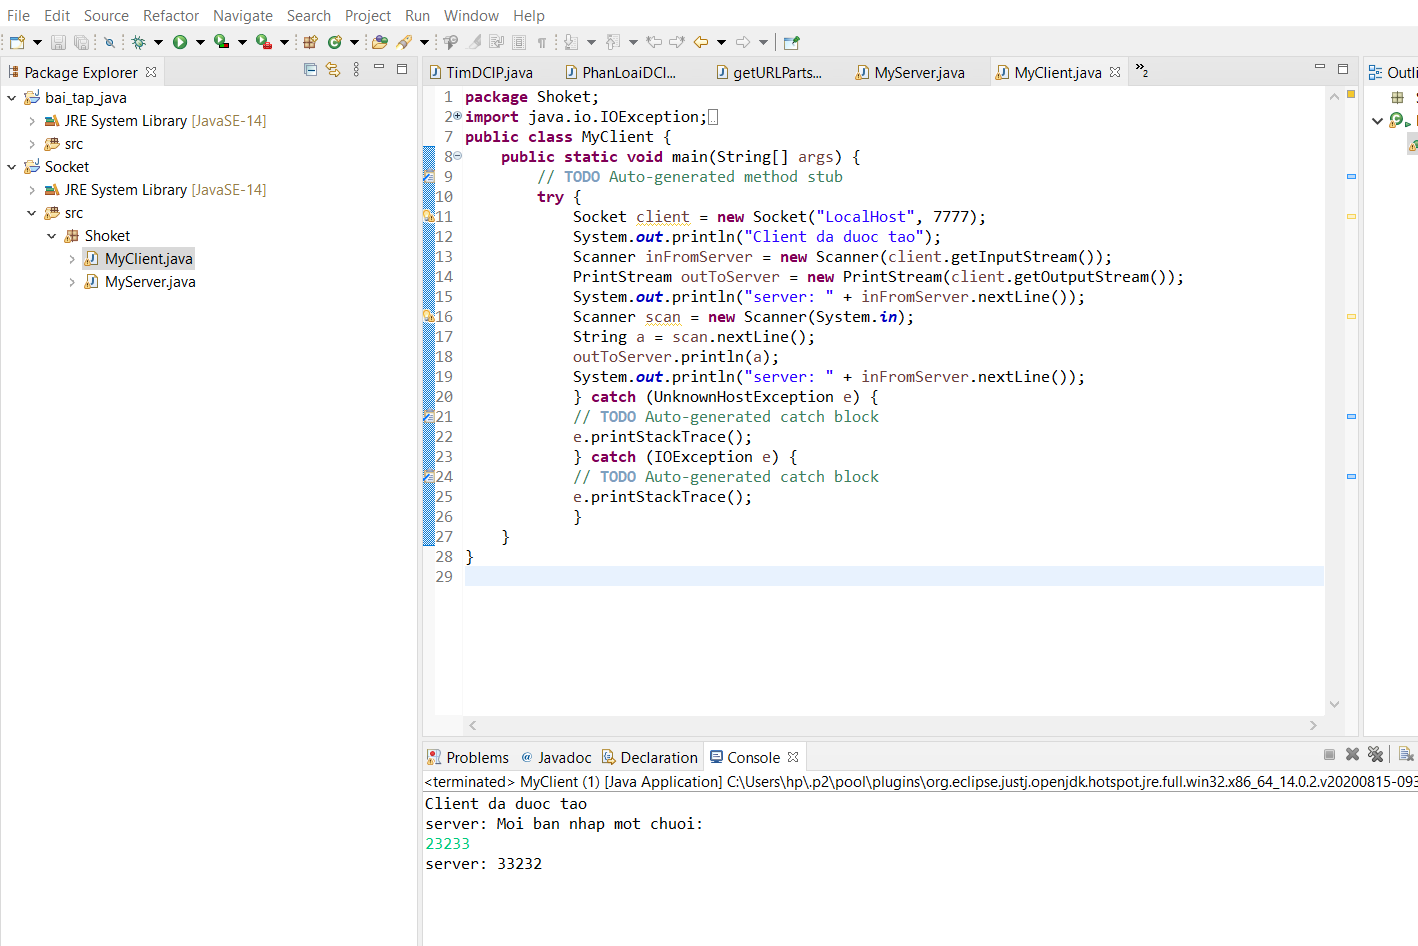 File Edit Source Refactor Navigate Search Project Run Window Help
Package Explorer
bai_tap_java
JRE System Library [JavaSE-14]
src
Socket
JRE System Library [JavaSE-14]
src
Shoket
MyClient.java
MyServer.java
TimDCIP.java PhanLoaiDCI... getURLParts... MyServer.java MyClient.java »2
1 package Shoket;
2 import java.io.IOException;
7 public class MyClient {
8 public static void main(String[] args) {
9 // TODO Auto-generated method stub
10 try {
11 Socket client = new Socket("LocalHost", 7777);
12 System.out.println("Client da duoc tao");
13 Scanner inFromServer = new Scanner(client.getInputStream());
14 PrintStream outToServer = new PrintStream(client.getOutputStream());
15 System.out.println("server: " + inFromServer.nextLine());
16 Scanner scan = new Scanner(System.in);
17 String a = scan.nextLine();
18 outToServer.println(a);
19 System.out.println("server: " + inFromServer.nextLine());
20 } catch (UnknownHostException e) {
21 // TODO Auto-generated catch block
22 e.printStackTrace();
23 } catch (IOException e) {
24 // TODO Auto-generated catch block
25 e.printStackTrace();
26 }
27 }
28 }
29
Outli
Problems @ Javadoc Declaration Console
<terminated> MyClient (1) [Java Application] C:\Users\hp\.p2\pool\plugins\org.eclipse.justj.openjdk.hotspot.jre.full.win32.x86_64_14.0.2.v20200815-093
Client da duoc tao
server: Moi ban nhap mot chuoi:
23233
server: 33232